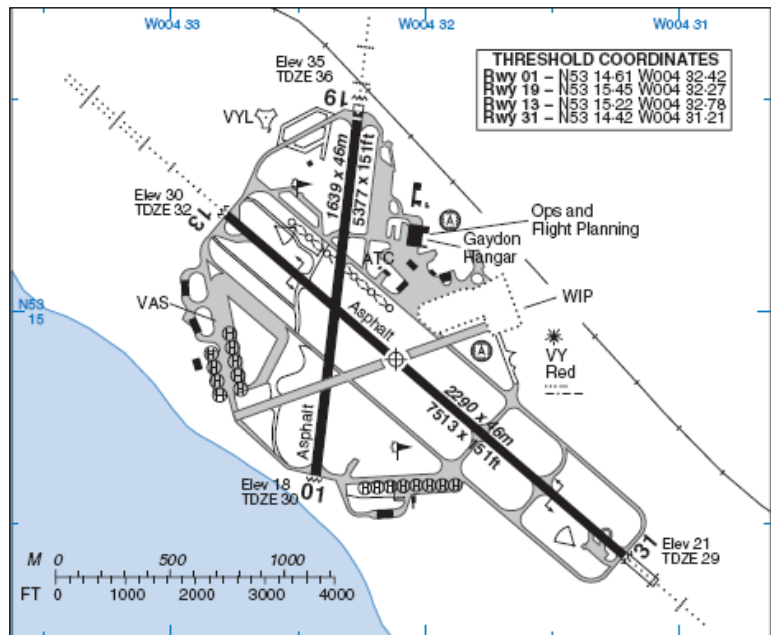 W004 33
W004 32
W004 31
THRESHOLD COORDINATES
Rwy 01 – N53 14·61 W004 32·42
Rwy 19 – N53 15·45 W004 32·27
Rwy 13 – N53 15·22 W004 32·78
Rwy 31 – N53 14·42 W004 31·21
Elev 35
TDZE 36
19
VYL
1639 x 46m
5377 x 151ft
Elev 30
TDZE 32
13
A
Ops and
Flight Planning
Gaydon
Hangar
ATC
WIP
N53
15
VAS
Asphalt
A
VY
Red
H H H H H H H H H
2290 x 46m
7513 x 151ft
Asphalt
Elev 18
TDZE 30
01
H H H H H H H H H
31
Elev 21
TDZE 29
M 0 500 1000
FT 0 1000 2000 3000 4000